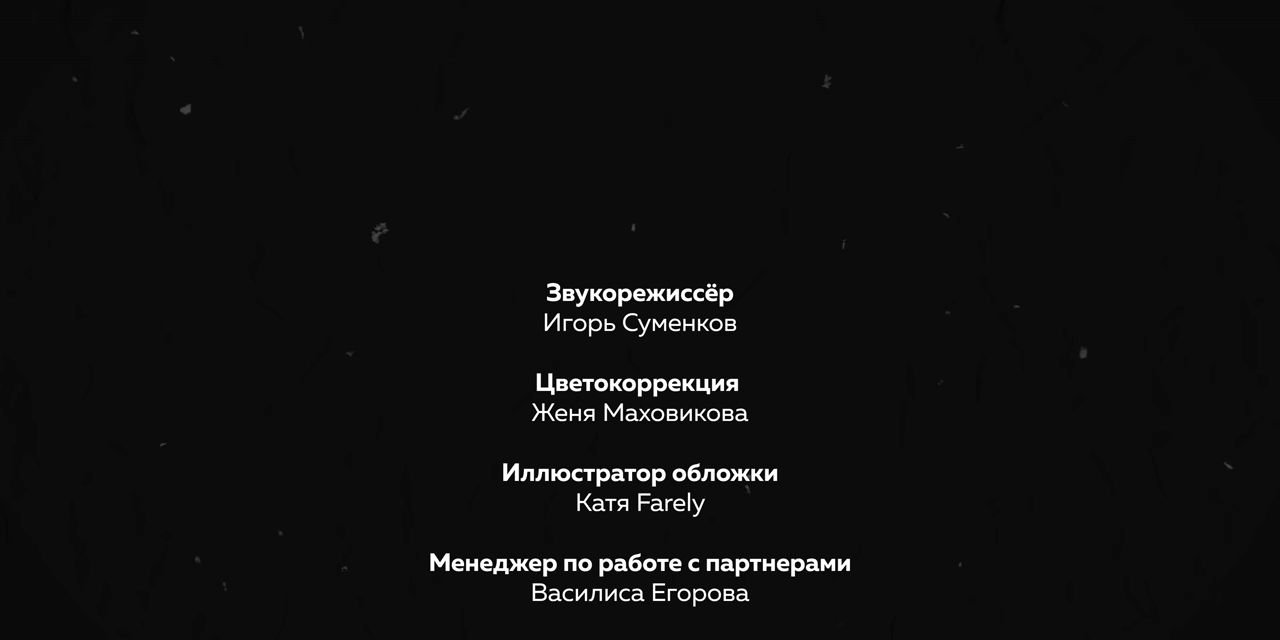 Звукорежиссёр
Игорь Суменков
Цветокоррекция
Женя Маховикова
Иллюстратор обложки
Катя Farely
Менеджер по работе с партнерами
Василиса Егорова